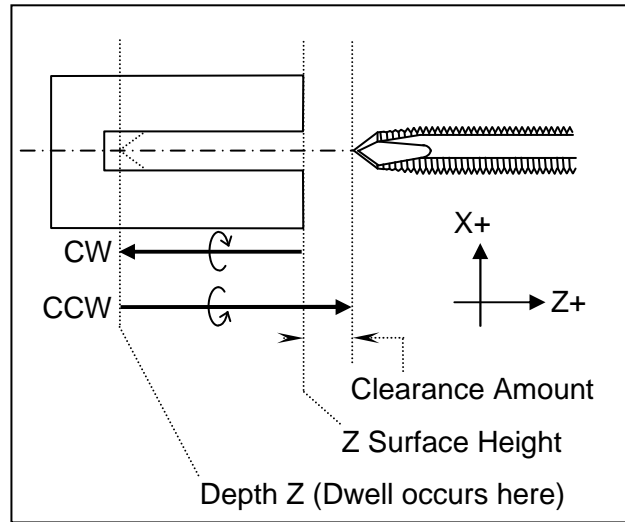 CW
CCW
X+
Z+
Clearance Amount
Z Surface Height
Depth Z (Dwell occurs here)